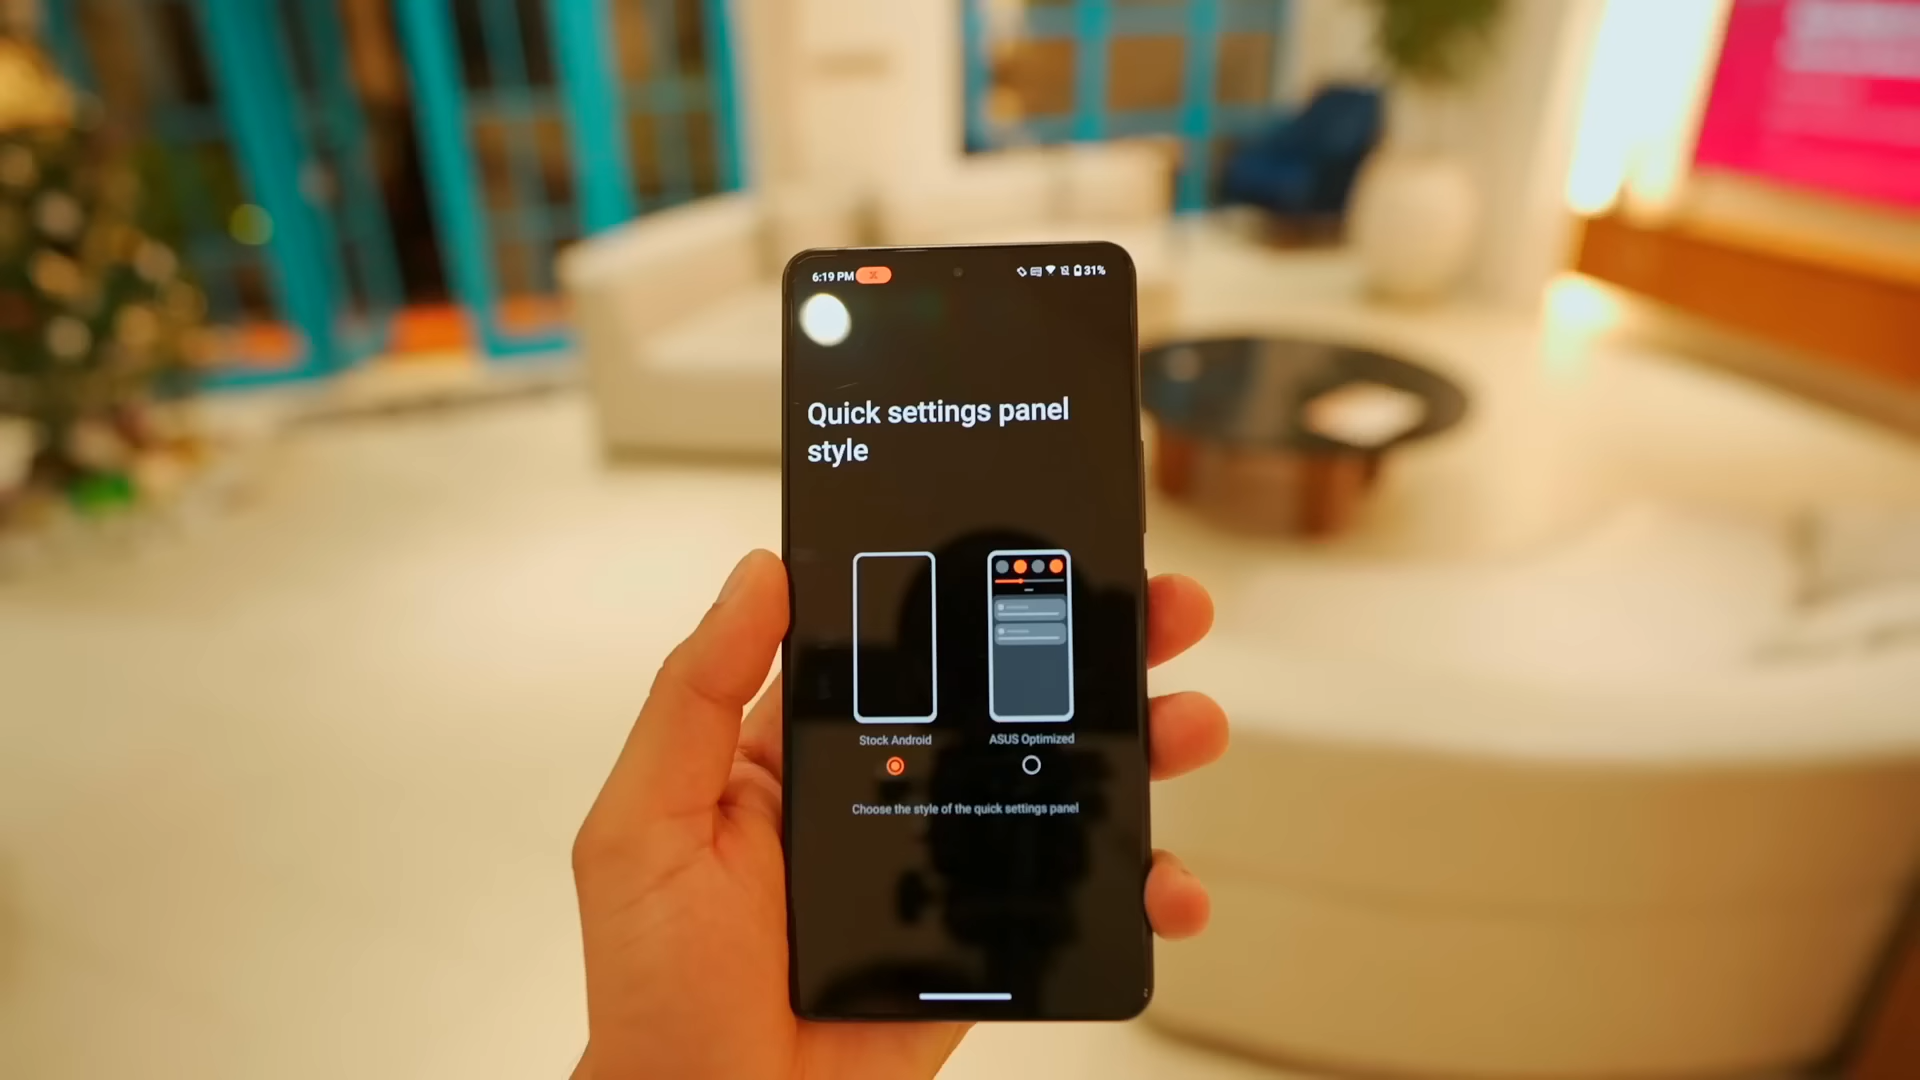 6:19 PM
31%
Quick settings panel
style
Stock Android
ASUS Optimized
Choose the style of the quick settings panel